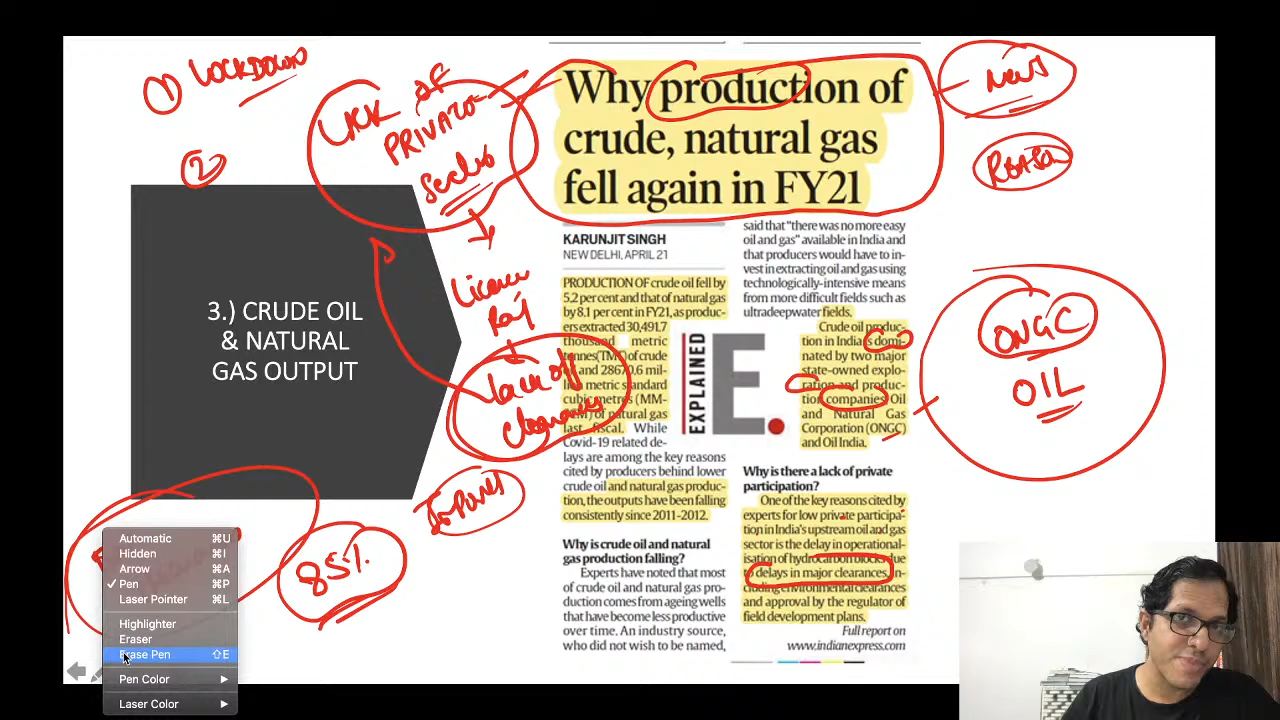 ① LOCKDOWN
②
LACK OF
PRIVATE
Sector
Licence
Raj
lack of
clearances
IMPORT
85%
3.) CRUDE OIL
& NATURAL
GAS OUTPUT
Why production of
crude, natural gas
fell again in FY21
KARUNJIT SINGH
NEW DELHI, APRIL 21
PRODUCTION OF crude oil fell by
5.2 per cent and that of natural gas
by 8.1 per cent in FY21, as produc-
ers extracted 30,491.7
thousand metric
tonnes(TMT) of crude
oil and 28670.6 mil-
lion metric standard
cubic metres (MM-
of natural gas
last fiscal. While
Covid-19 related de-
lays are among the key reasons
cited by producers behind lower
crude oil and natural gas produc-
tion, the outputs have been falling
consistently since 2011-2012.
Why is crude oil and natural
gas production falling?
Experts have noted that most
of crude oil and natural gas pro-
duction comes from ageing wells
that have become less productive
over time. An industry source,
who did not wish to be named,
said that "there was no more easy
oil and gas" available in India and
that producers would have to in-
vest in extracting oil and gas using
technologically-intensive means
from more difficult fields such as
ultradeepwater fields.
Crude oil produc-
tion in India is domi-
nated by two major
state-owned explo-
ration and produc-
tion companies, Oil
and Natural Gas
Corporation (ONGC)
and Oil India.
EXPLAINED
E.
Why is there a lack of private
participation?
One of the key reasons cited by
experts for low private participa-
tion in India's upstream oil and gas
sector is the delay in operational-
isation of hydrocarbon blocks due
to delays in major clearances, in-
cluding environmental clearances
and approval by the regulator of
field development plans.
Full report on
www.indianexpress.com
News
REASON
ONGC
OIL
Automatic ⌘U
Hidden ⌘I
Arrow ⌘A
✓ Pen ⌘P
Laser Pointer ⌘L
Highlighter
Eraser
Erase Pen ⇧E
Pen Color
Laser Color